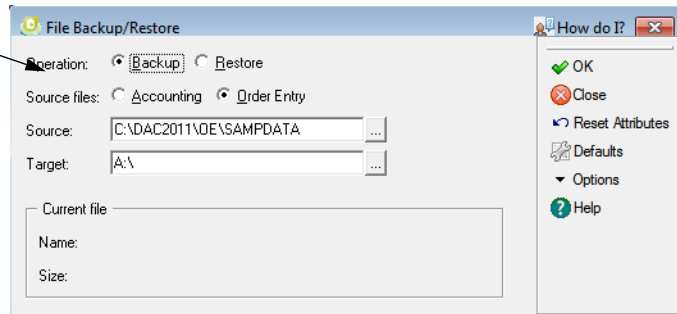 File Backup/Restore
How do I?
Operation: Backup Restore
OK
Source files: Accounting Order Entry
Close
Source: C:\DAC2011\OE\SAMPDATA ...
Reset Attributes
Target: A:\ ...
Defaults
Options
Current file
Help
Name:
Size: